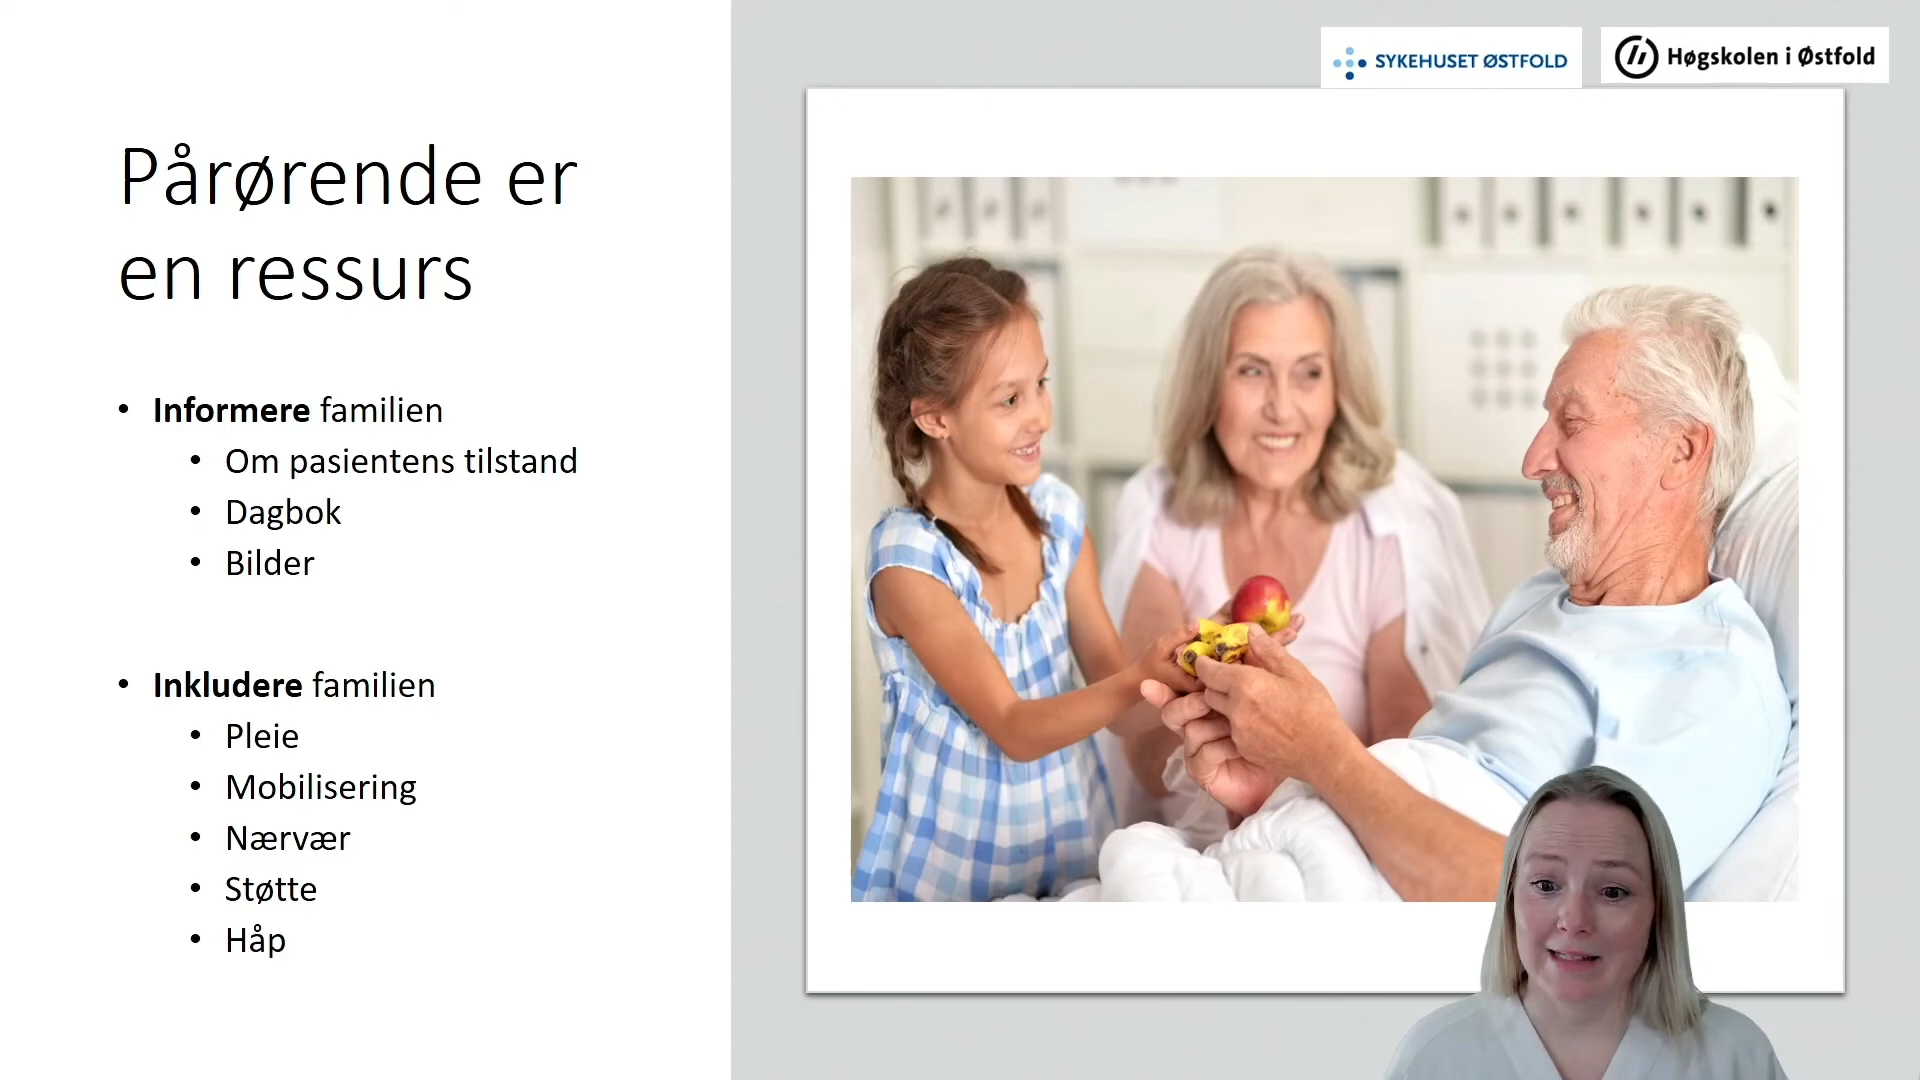 SYKEHUSET ØSTFOLD
Høgskolen i Østfold
Pårørende er
en ressurs
• Informere familien
• Om pasientens tilstand
• Dagbok
• Bilder
• Inkludere familien
• Pleie
• Mobilisering
• Nærvær
• Støtte
• Håp